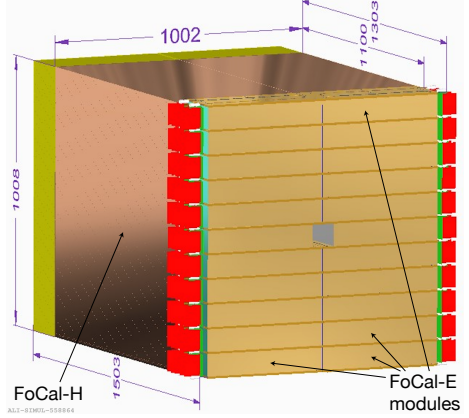 1002
1100
1303
1008
1503
FoCal-H
FoCal-E
modules
ALI-SIMUL-558864